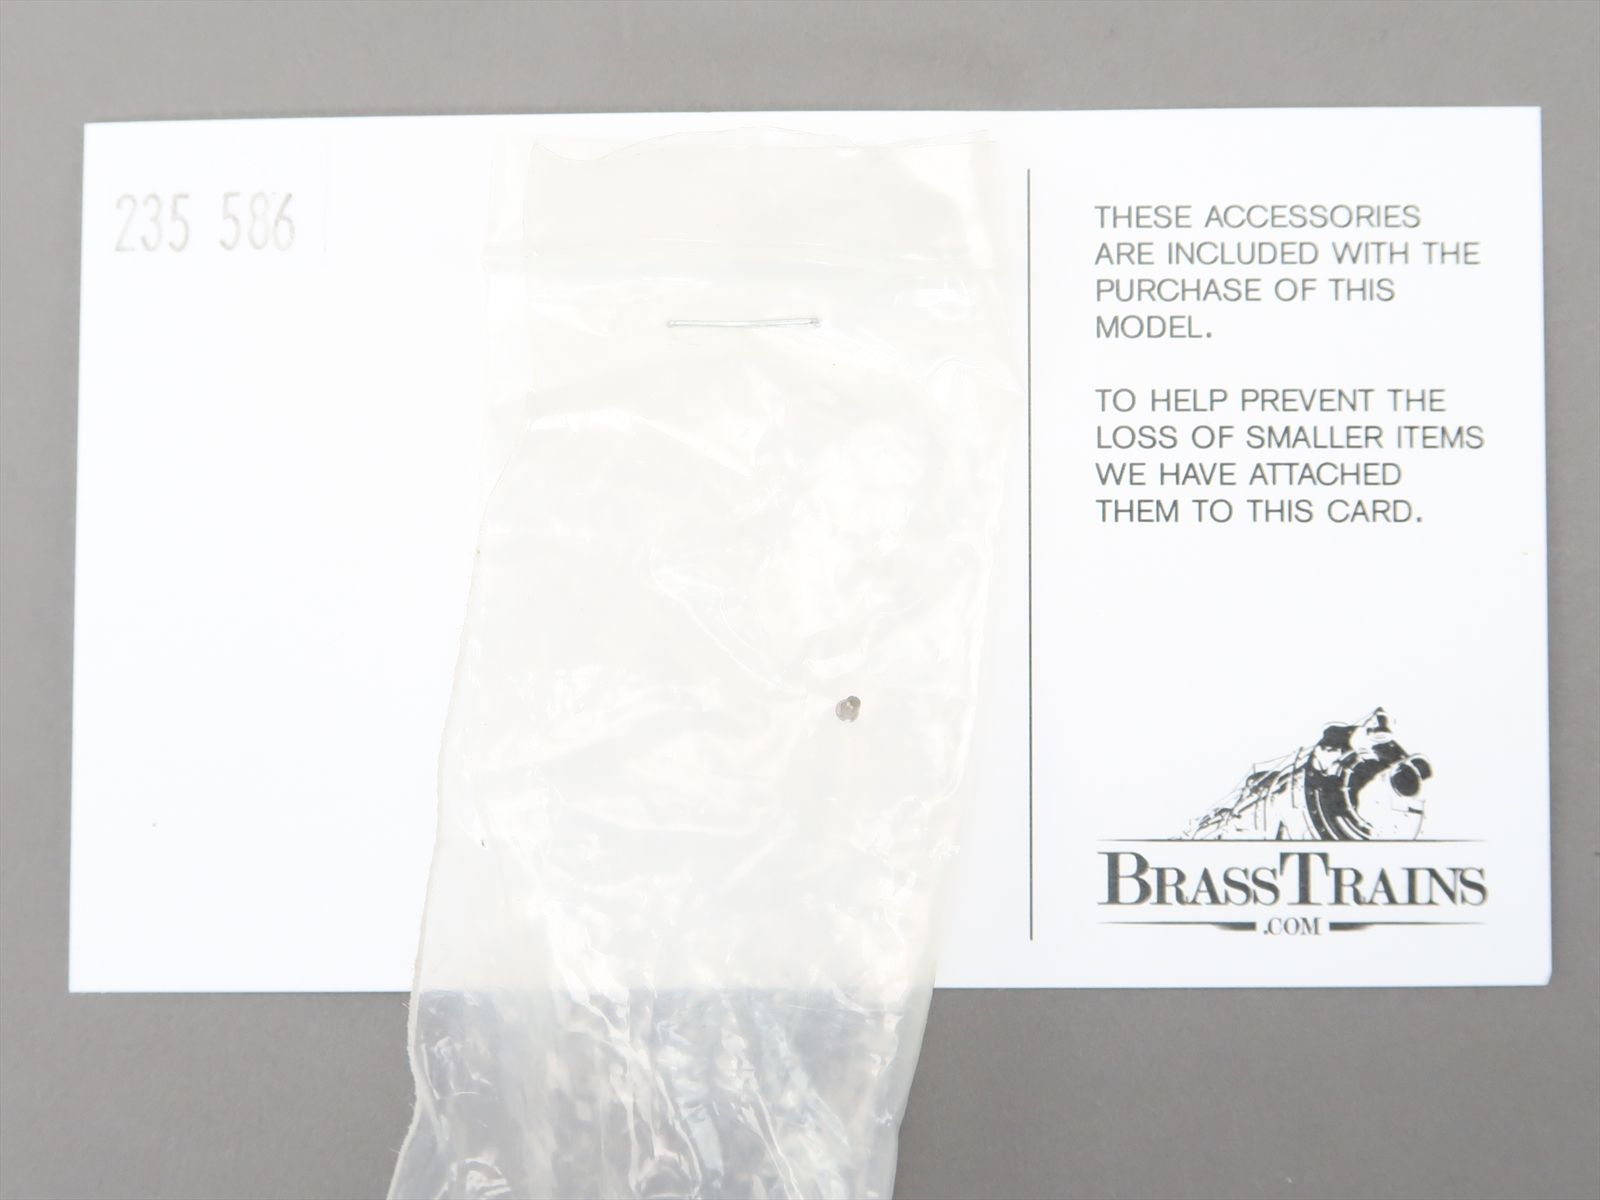 235 586
THESE ACCESSORIES
ARE INCLUDED WITH THE
PURCHASE OF THIS
MODEL.
TO HELP PREVENT THE
LOSS OF SMALLER ITEMS
WE HAVE ATTACHED
THEM TO THIS CARD.
BRASSTRAINS
.COM